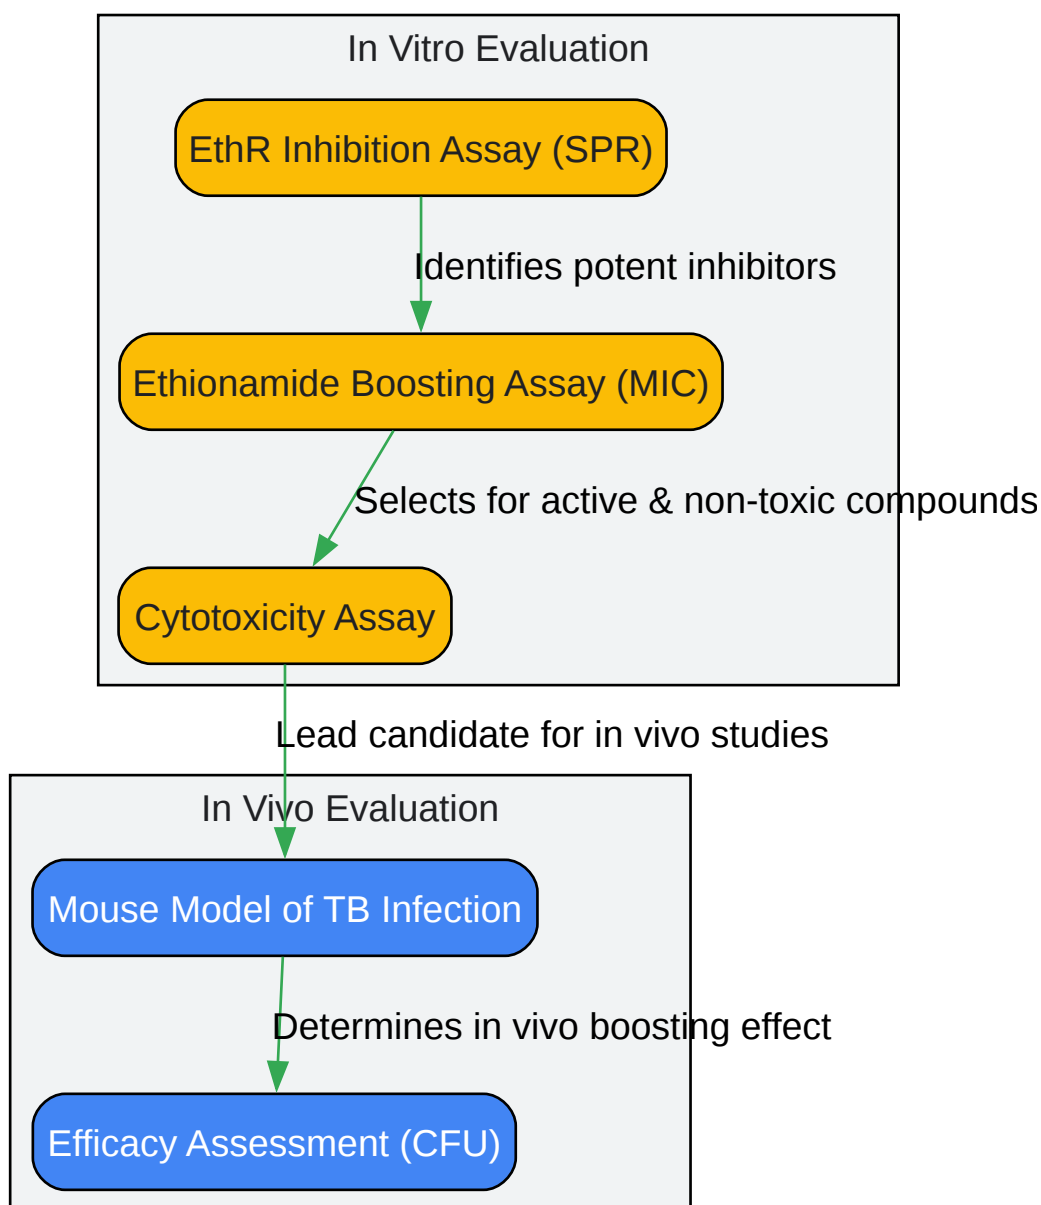 In Vitro Evaluation
EthR Inhibition Assay (SPR)
Identifies potent inhibitors
Ethionamide Boosting Assay (MIC)
Selects for active & non-toxic compounds
Cytotoxicity Assay
Lead candidate for in vivo studies
In Vivo Evaluation
Mouse Model of TB Infection
Determines in vivo boosting effect
Efficacy Assessment (CFU)